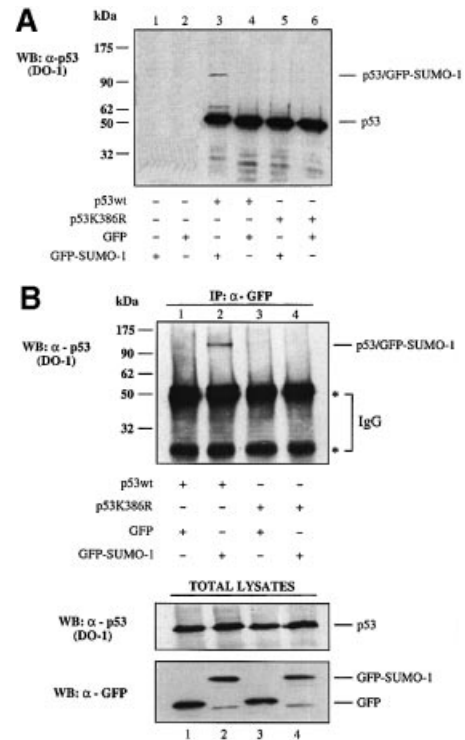 A
kDa
1 2 3 4 5 6
WB: α-p53
(DO-1)
175
90
62
50
32
p53/GFP-SUMO-1
p53
p53wt – – + + – –
p53K386R – – – – + +
GFP – + – + – +
GFP-SUMO-1 + – + – + –
B
kDa
IP: α - GFP
1 2 3 4
WB: α - p53
(DO-1)
175
90
62
50
32
p53/GFP-SUMO-1
*
IgG
*
p53wt + + – –
p53K386R – – + +
GFP + – + –
GFP-SUMO-1 – + – +
TOTAL LYSATES
WB: α - p53
(DO-1)
p53
WB: α - GFP
GFP-SUMO-1
GFP
1 2 3 4